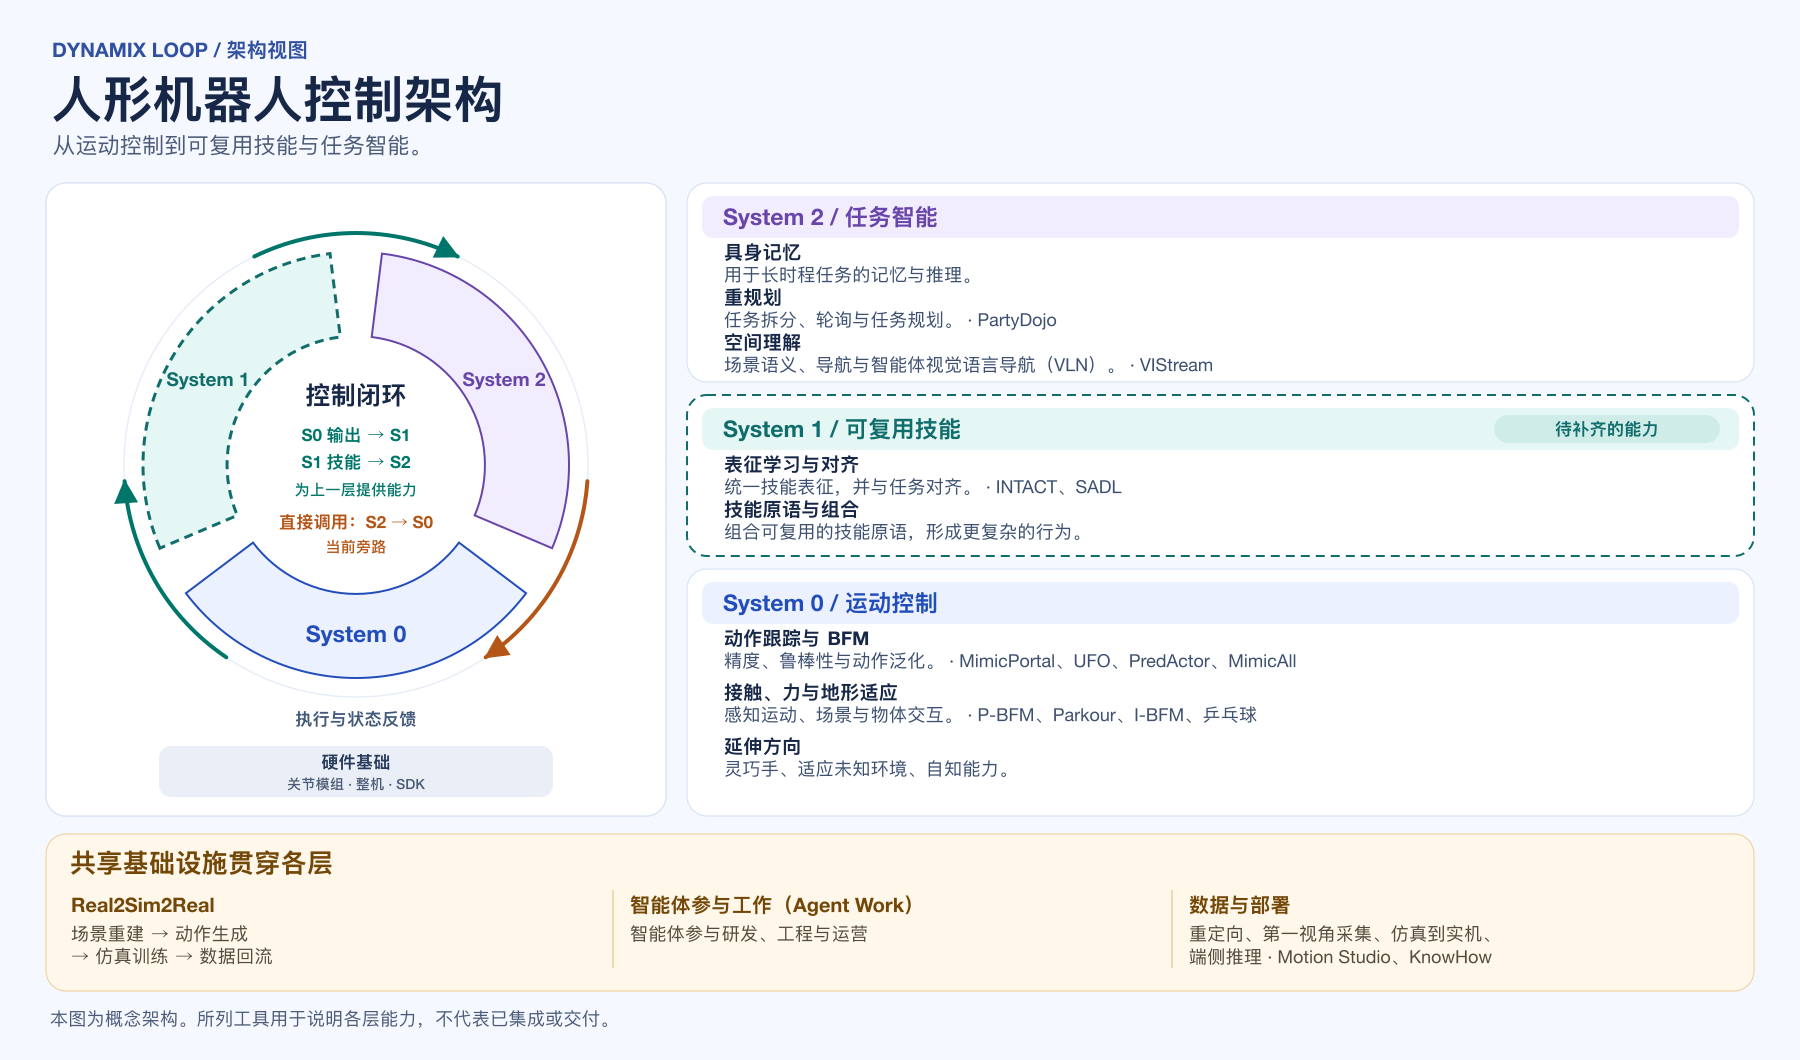 DYNAMIX LOOP / 架构视图
人形机器人控制架构
从运动控制到可复用技能与任务智能。
System 1
System 2
控制闭环
S0 输出 → S1
S1 技能 → S2
为上一层提供能力
直接调用：S2 → S0
当前旁路
System 0
执行与状态反馈
硬件基础
关节模组 · 整机 · SDK
System 2 / 任务智能
具身记忆
用于长时程任务的记忆与推理。
重规划
任务拆分、轮询与任务规划。 · PartyDojo
空间理解
场景语义、导航与智能体视觉语言导航（VLN）。 · VIStream
System 1 / 可复用技能
待补齐的能力
表征学习与对齐
统一技能表征，并与任务对齐。 · INTACT、SADL
技能原语与组合
组合可复用的技能原语，形成更复杂的行为。
System 0 / 运动控制
动作跟踪与 BFM
精度、鲁棒性与动作泛化。 · MimicPortal、UFO、PredActor、MimicAll
接触、力与地形适应
感知运动、场景与物体交互。 · P-BFM、Parkour、I-BFM、乒乓球
延伸方向
灵巧手、适应未知环境、自知能力。
共享基础设施贯穿各层
Real2Sim2Real
场景重建 → 动作生成
→ 仿真训练 → 数据回流
智能体参与工作（Agent Work）
智能体参与研发、工程与运营
数据与部署
重定向、第一视角采集、仿真到实机、
端侧推理 · Motion Studio、KnowHow
本图为概念架构。所列工具用于说明各层能力，不代表已集成或交付。